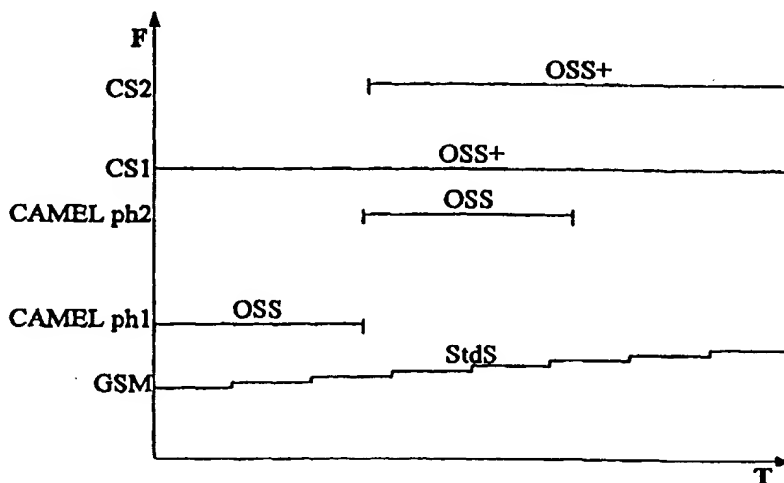 F
OSS+
CS2
OSS+
CS1
OSS
CAMEL ph2
OSS
CAMEL ph1
StdS
GSM
T